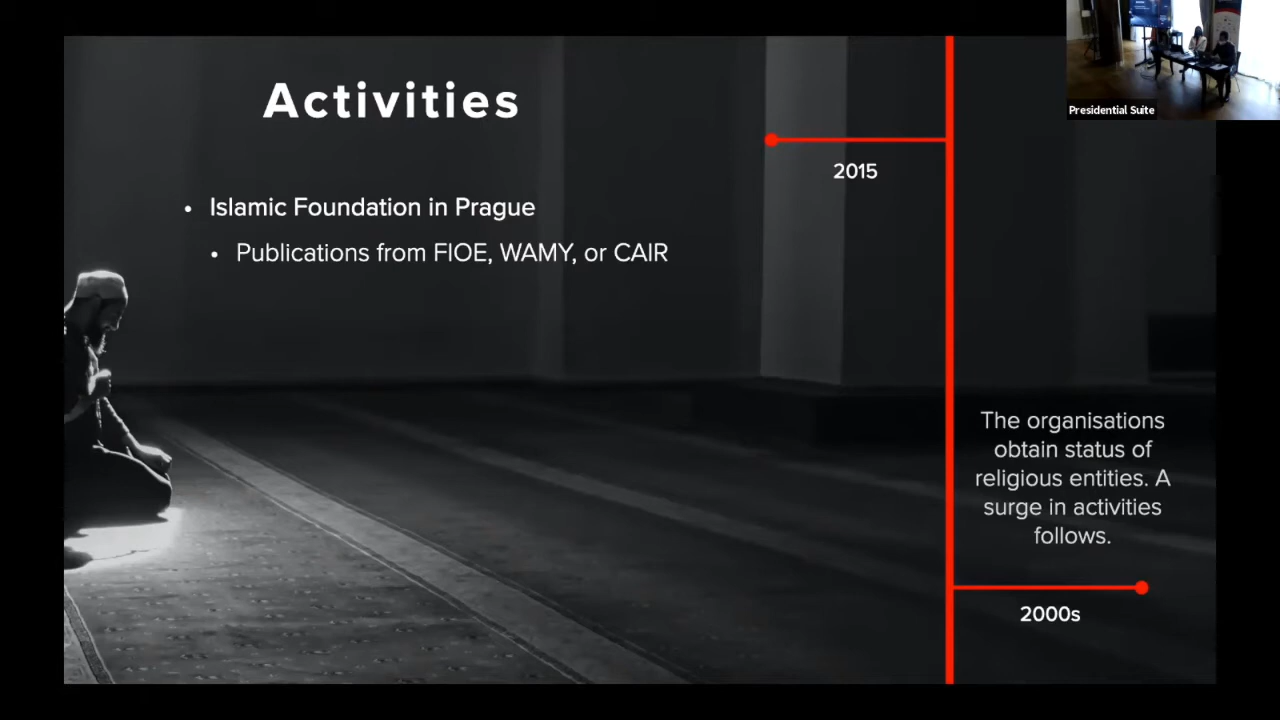 Activities
Presidential Suite
2015
• Islamic Foundation in Prague
• Publications from FIOE, WAMY, or CAIR
The organisations
obtain status of
religious entities. A
surge in activities
follows.
2000s